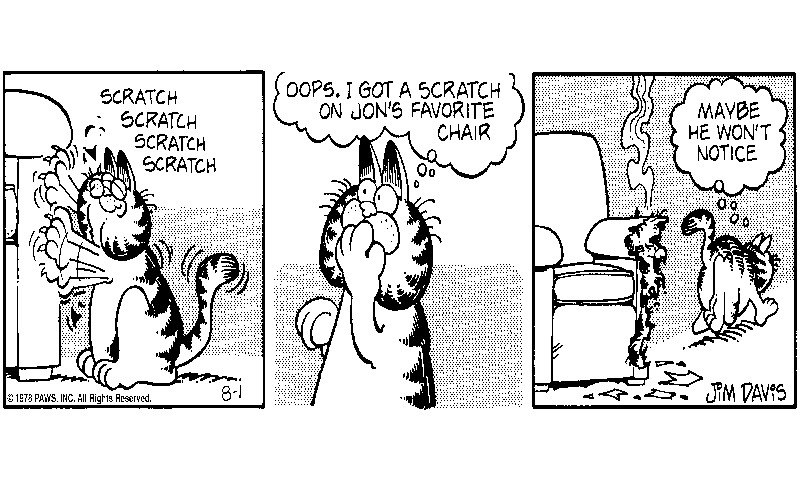 SCRATCH
SCRATCH
SCRATCH
SCRATCH
© 1978 PAWS, INC. All Rights Reserved.
8-1
OOPS. I GOT A SCRATCH
ON JON'S FAVORITE
CHAIR
MAYBE
HE WON'T
NOTICE
JIM DAVIS